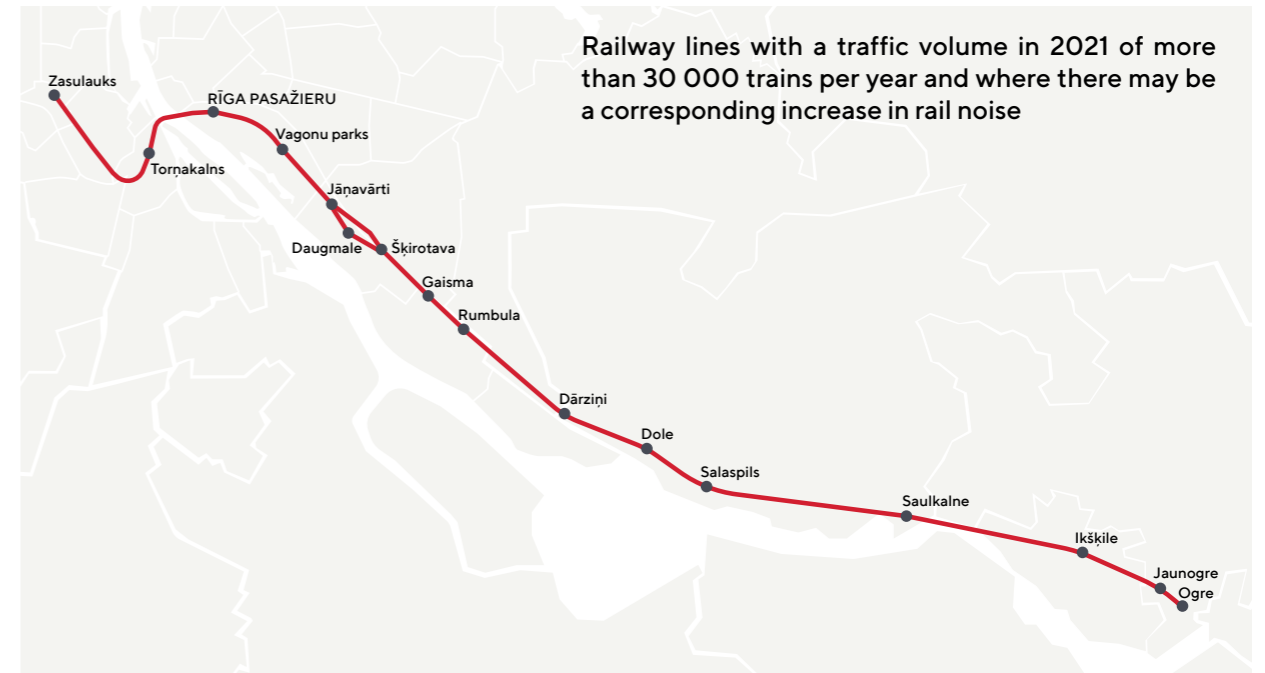 Railway lines with a traffic volume in 2021 of more
than 30 000 trains per year and where there may be
a corresponding increase in rail noise
Zasulauks
RĪGA PASAŽIERU
Vagonu parks
Torņakalns
Jāņavārti
Daugmale
Šķirotava
Gaisma
Rumbula
Dārziņi
Dole
Salaspils
Saulkalne
Ikšķile
Jaunogre
Ogre